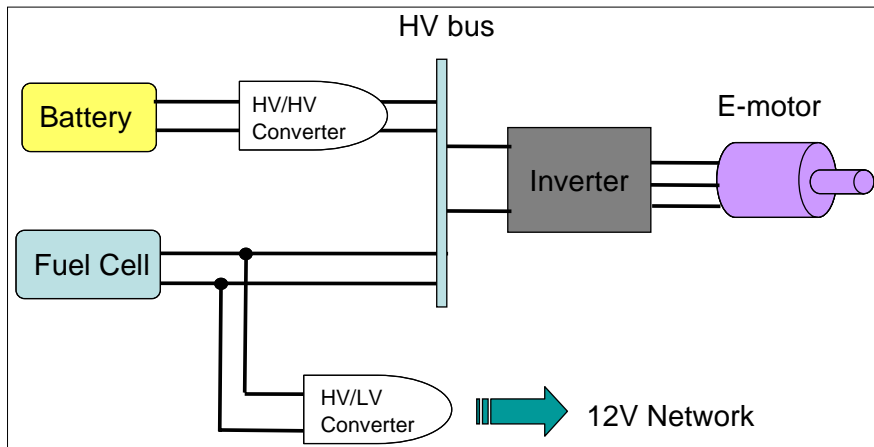 HV bus
Battery
HV/HV
Converter
E-motor
Inverter
Fuel Cell
HV/LV
Converter
12V Network